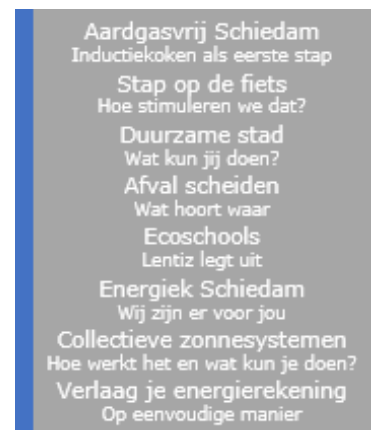 Aardgasvrij Schiedam
Inductiekoken als eerste stap
Stap op de fiets
Hoe stimuleren we dat?
Duurzame stad
Wat kun jij doen?
Afval scheiden
Wat hoort waar
Ecoschools
Lentiz legt uit
Energiek Schiedam
Wij zijn er voor jou
Collectieve zonnesystemen
Hoe werkt het en wat kun je doen?
Verlaag je energierekening
Op eenvoudige manier